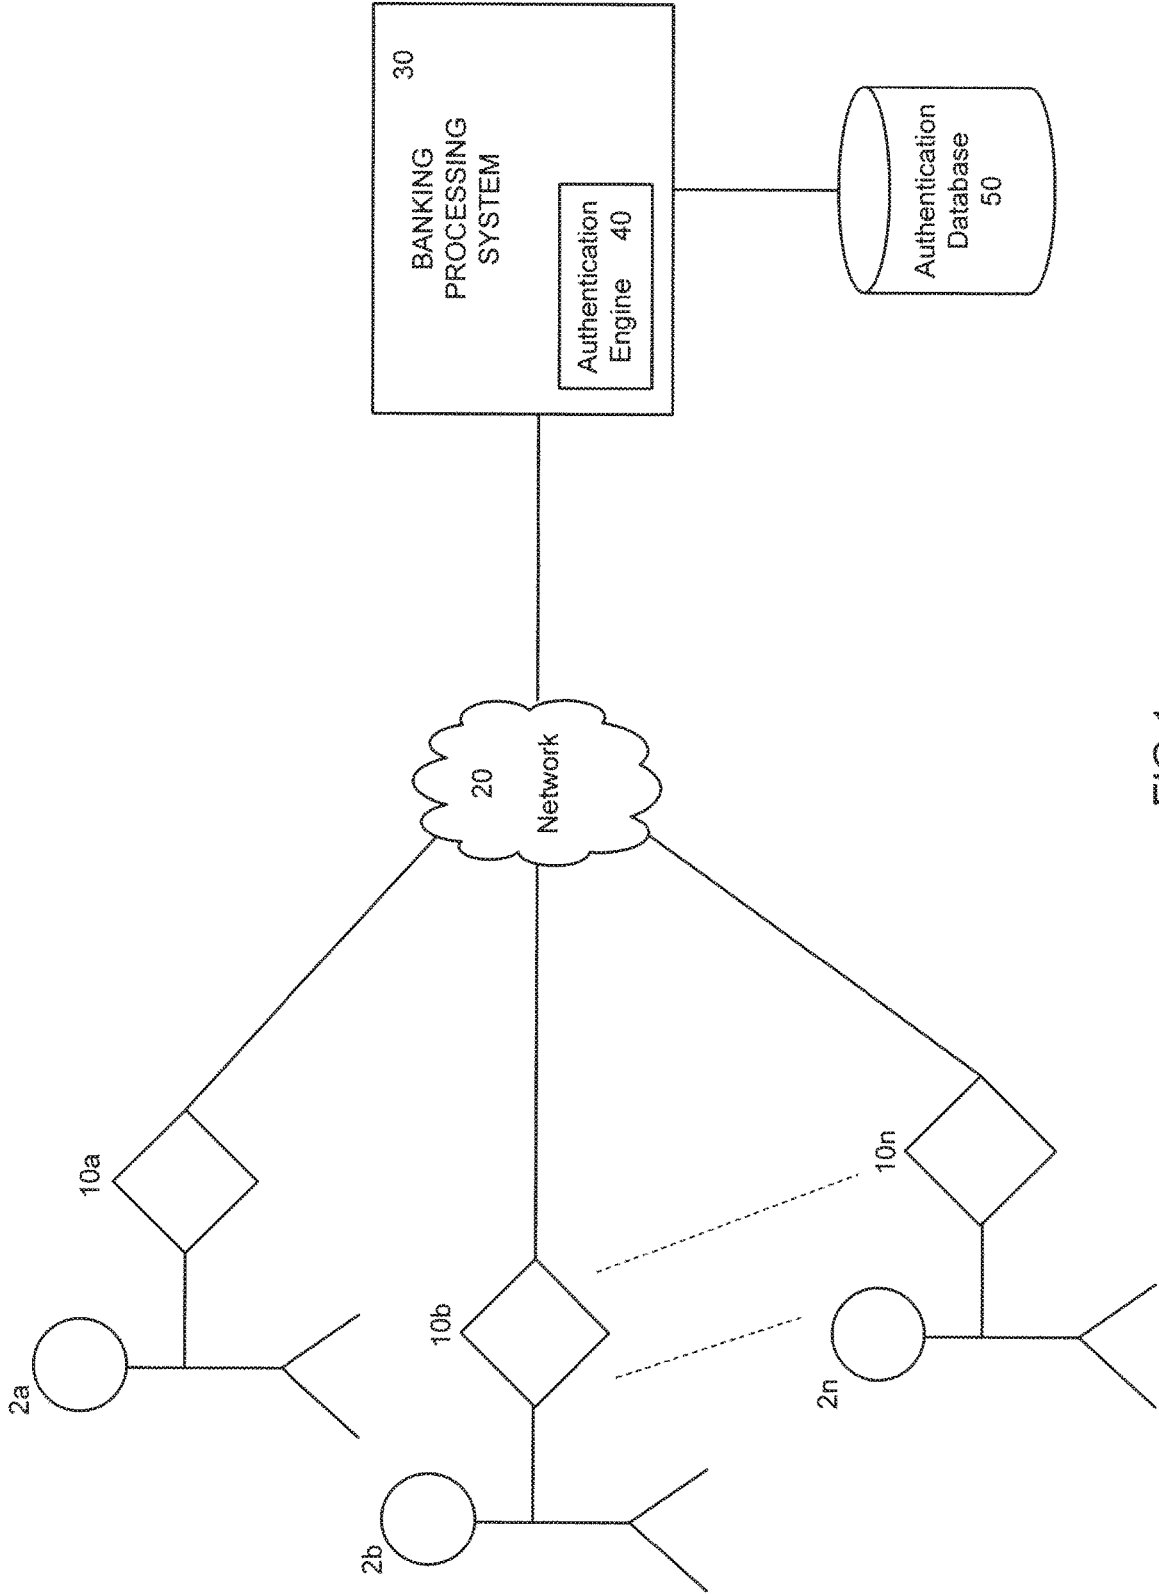 2a
10a
2b
10b
20
Network
30
BANKING
PROCESSING
SYSTEM
Authentication
Engine 40
2n
10n
Authentication
Database
50